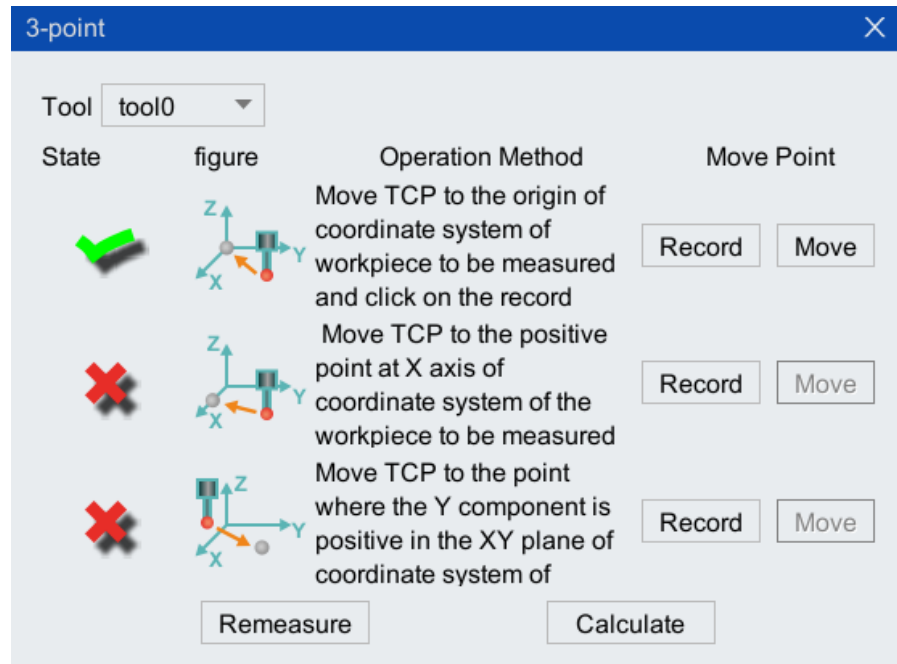 3-point
Tool tool0
State figure Operation Method Move Point
Z
Y
X
Move TCP to the origin of
coordinate system of
workpiece to be measured
and click on the record
Record Move
Z
Y
X
Move TCP to the positive
point at X axis of
coordinate system of the
workpiece to be measured
Record Move
Z
Y
X
Move TCP to the point
where the Y component is
positive in the XY plane of
coordinate system of
Record Move
Remeasure Calculate